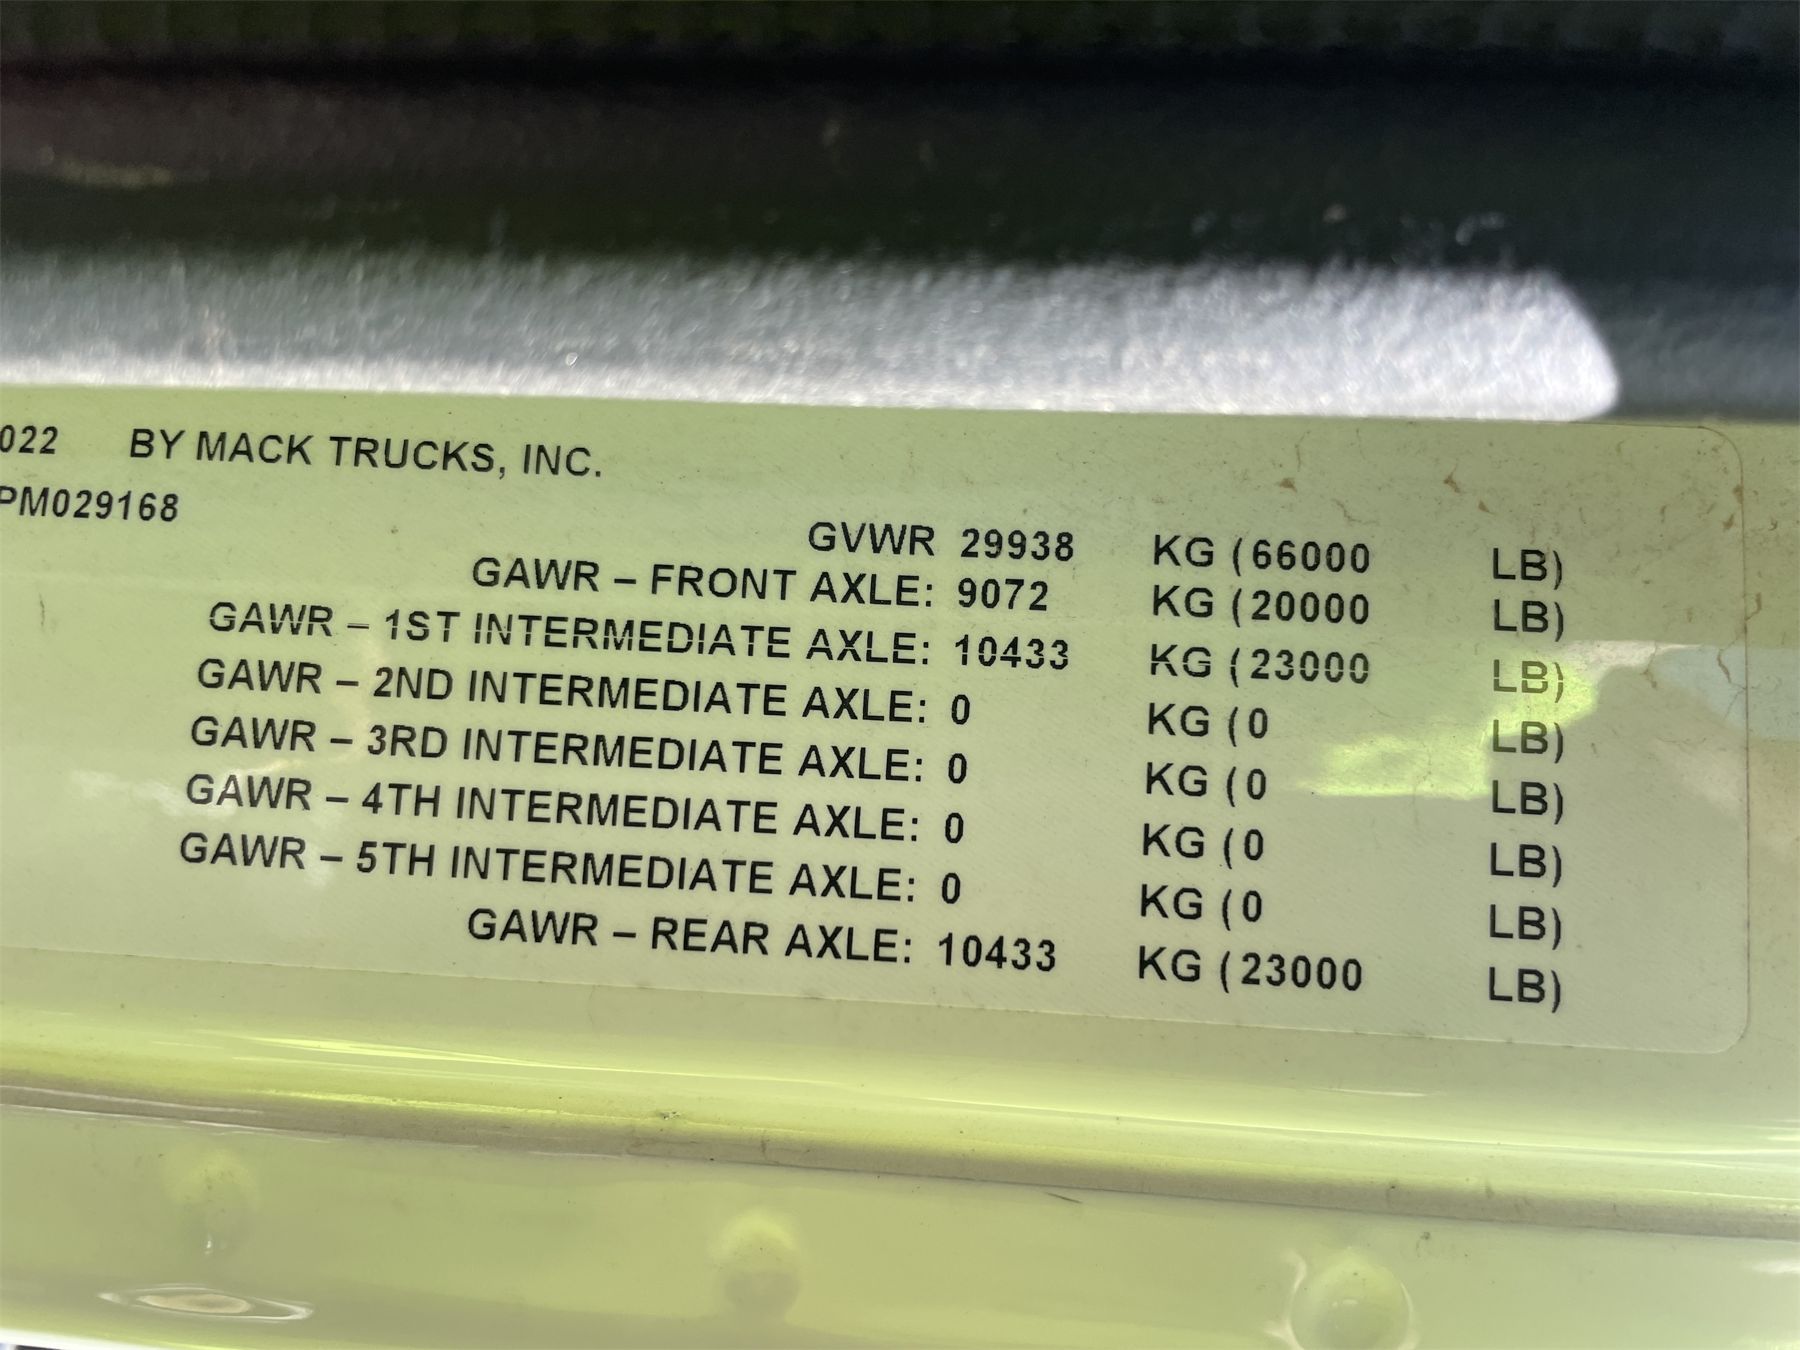 022 BY MACK TRUCKS, INC.
PM029168
GVWR 29938 KG (66000 LB)
GAWR – FRONT AXLE: 9072 KG (20000 LB)
GAWR – 1ST INTERMEDIATE AXLE: 10433 KG (23000 LB)
GAWR – 2ND INTERMEDIATE AXLE: 0 KG (0 LB)
GAWR – 3RD INTERMEDIATE AXLE: 0 KG (0 LB)
GAWR – 4TH INTERMEDIATE AXLE: 0 KG (0 LB)
GAWR – 5TH INTERMEDIATE AXLE: 0 KG (0 LB)
GAWR – REAR AXLE: 10433 KG (23000 LB)